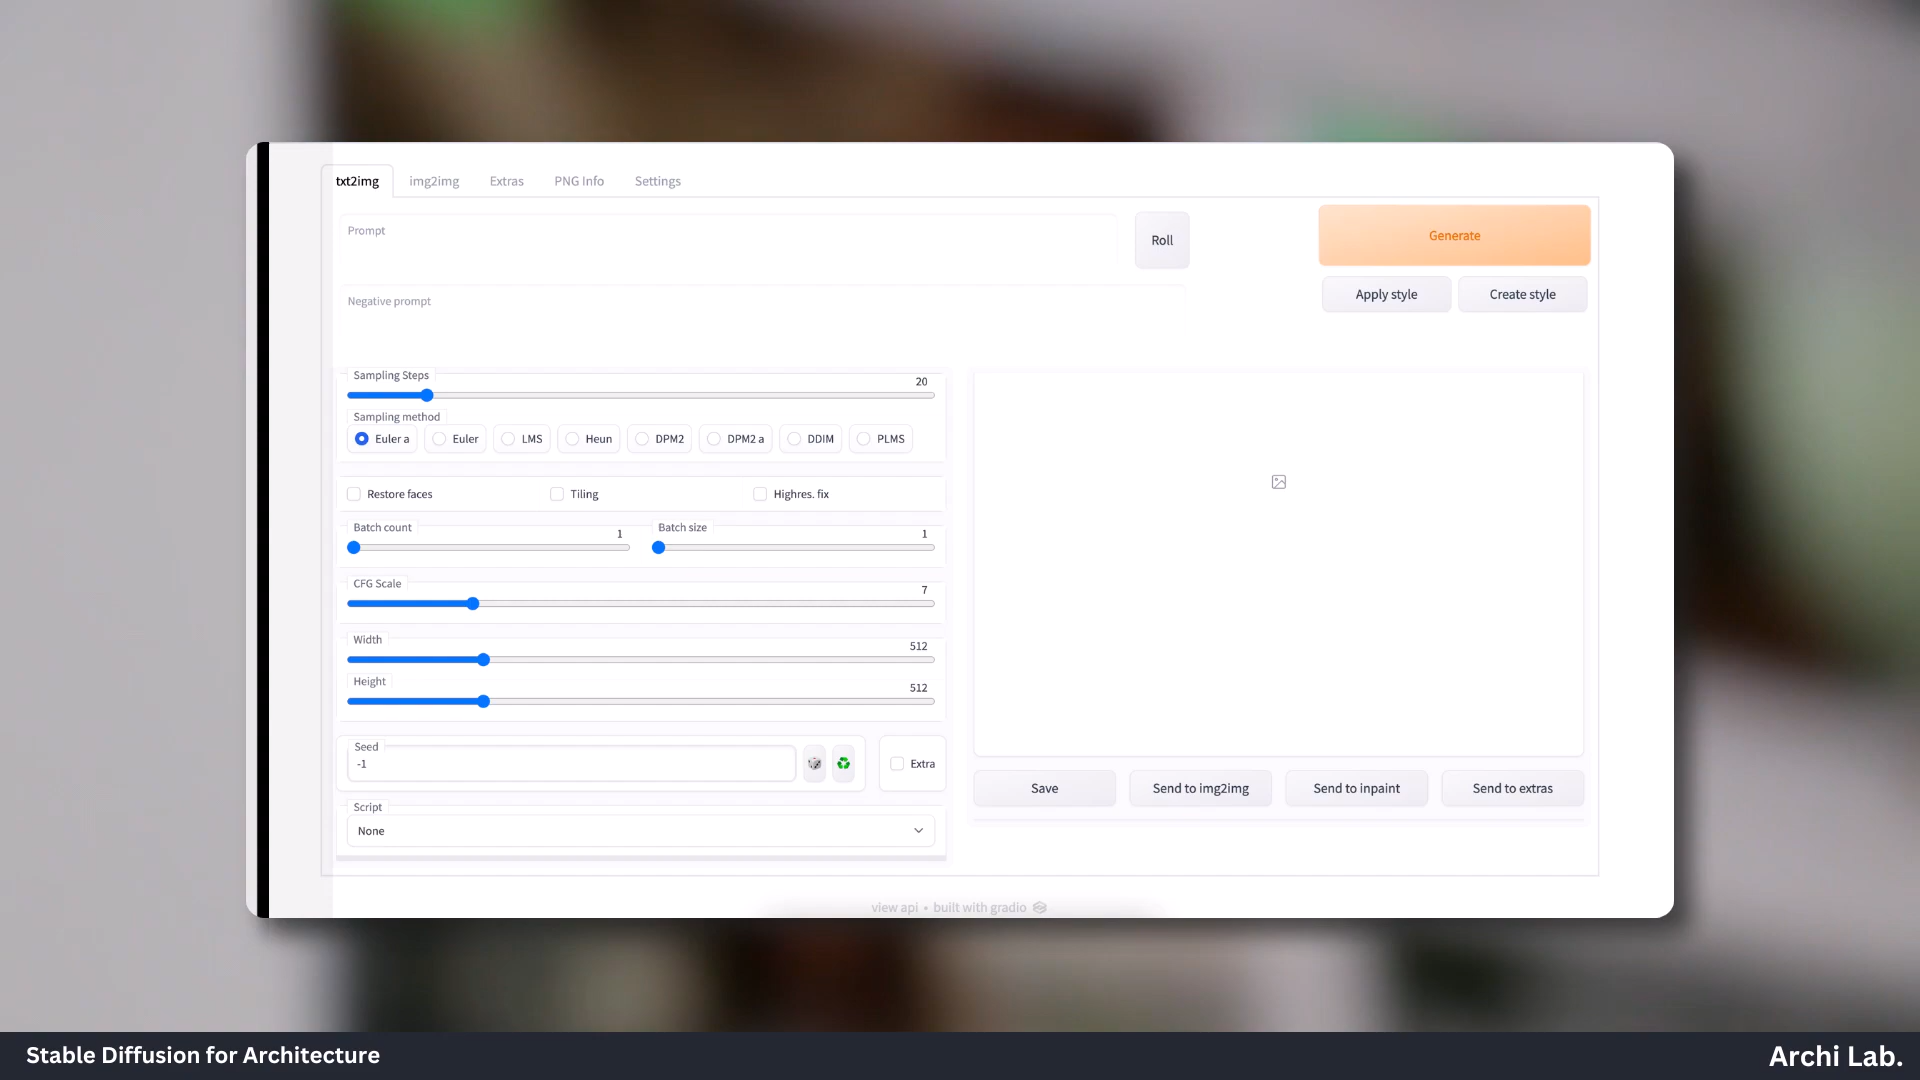 txt2img img2img Extras PNG Info Settings
Prompt
Roll
Generate
Negative prompt
Apply style Create style
Sampling Steps
20
Sampling method
Euler a Euler LMS Heun DPM2 DPM2 a DDIM PLMS
Restore faces Tiling Highres. fix
Batch count
1
Batch size
1
CFG Scale
7
Width
512
Height
512
Seed
-1
Extra
Script
None
Save Send to img2img Send to inpaint Send to extras
view api • built with gradio
Stable Diffusion for Architecture
Archi Lab.